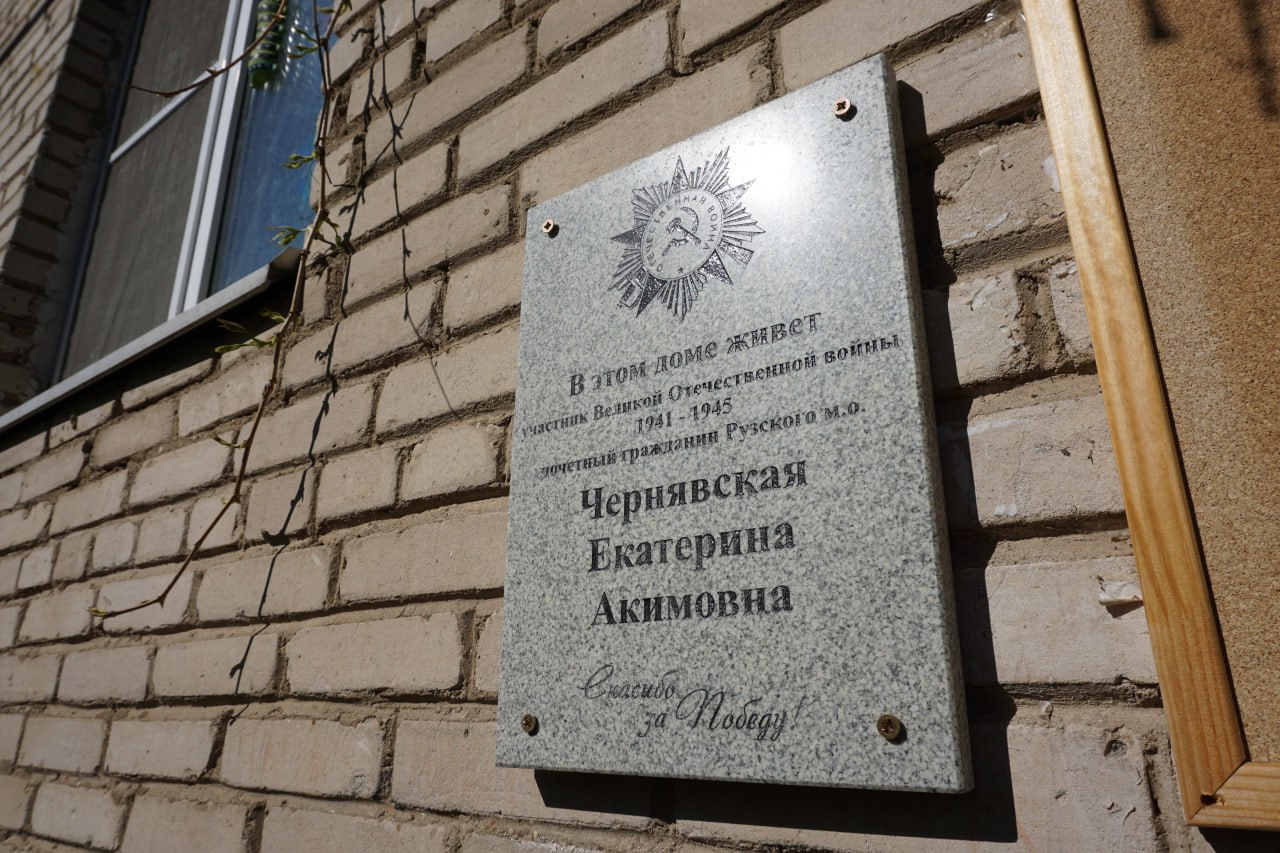 ОТЕЧЕСТВЕННАЯ ВОЙНА
В этом доме живет
участник Великой Отечественной войны
1941 - 1945
почетный гражданин Рузского м.о.
Чернявская
Екатерина
Акимовна
Спасибо
за Победу!